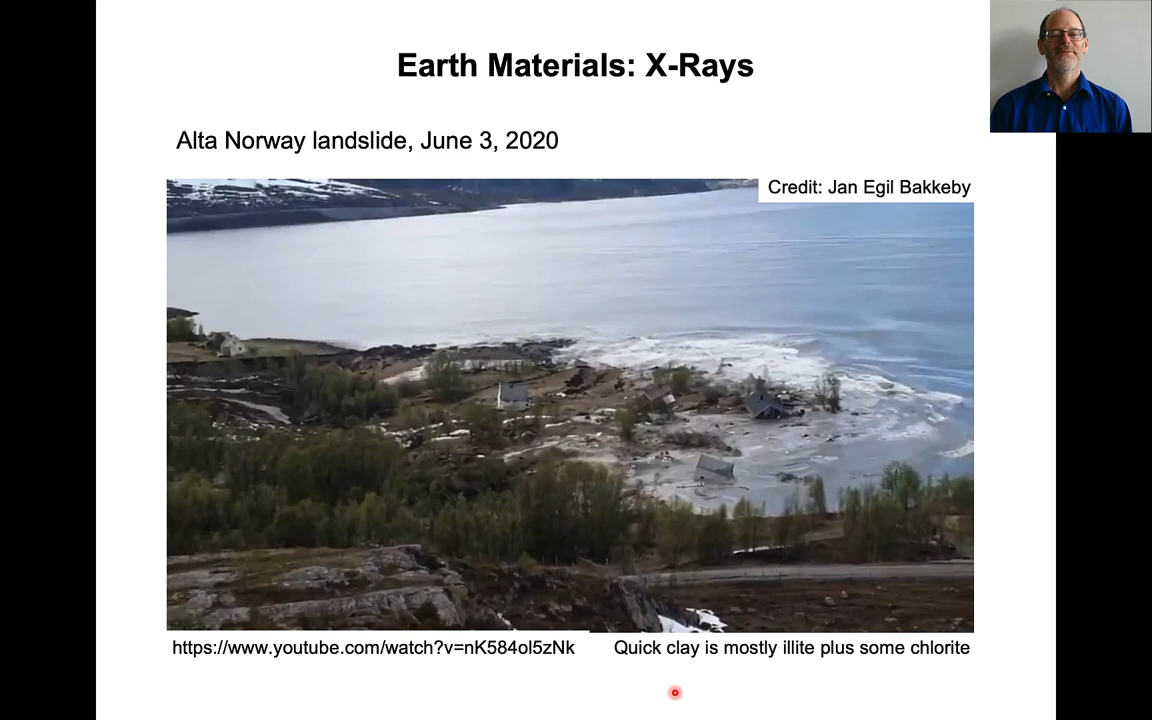 Earth Materials: X-Rays
Alta Norway landslide, June 3, 2020
Credit: Jan Egil Bakkeby
https://www.youtube.com/watch?v=nK584ol5zNk
Quick clay is mostly illite plus some chlorite